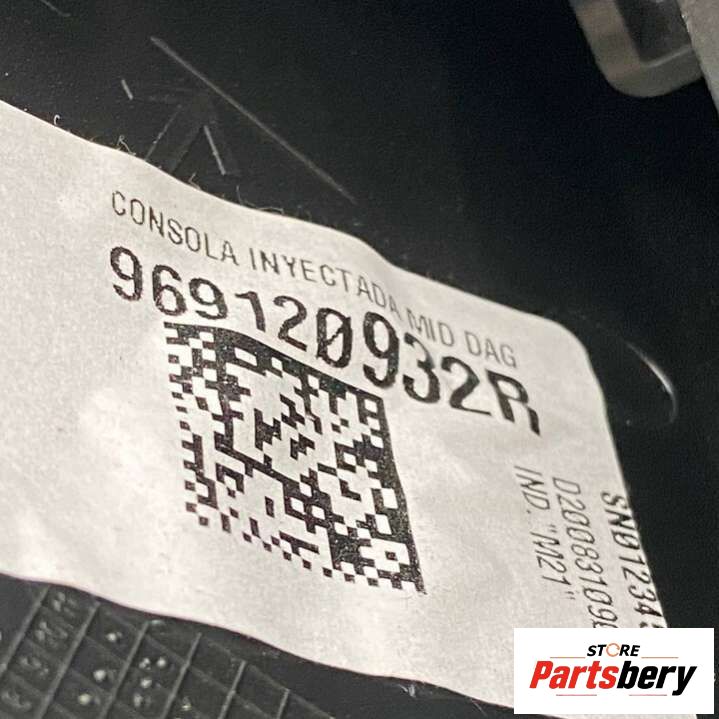 CONSOLA INYECTADA MID DAG
969120932R
IND. "M21"
STORE
Partsbery